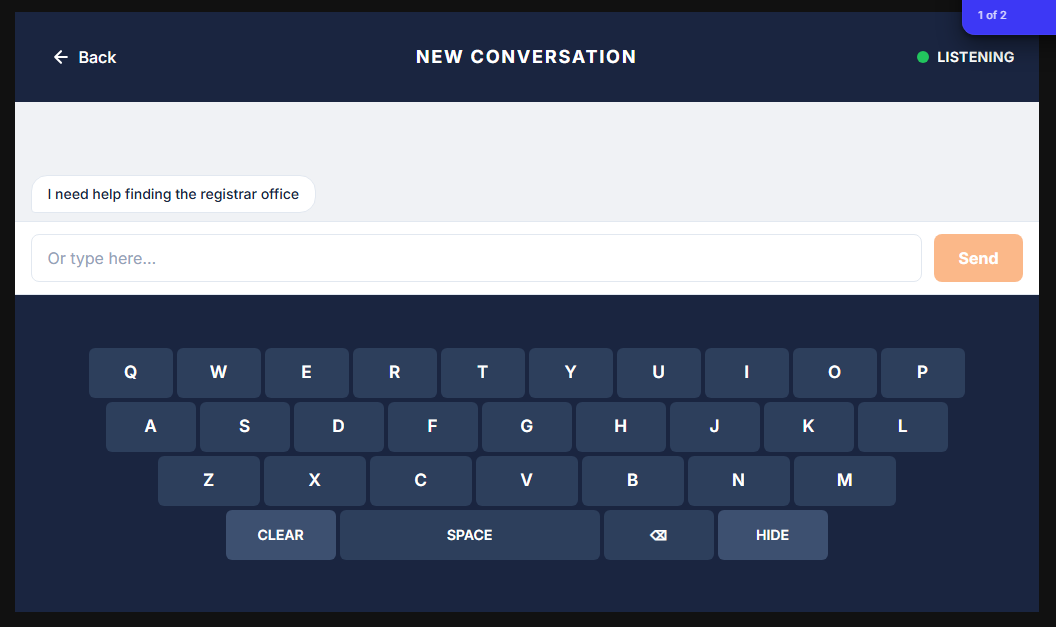 1 of 2
Back
NEW CONVERSATION
LISTENING
I need help finding the registrar office
Or type here...
Send
Q W E R T Y U I O P
A S D F G H J K L
Z X C V B N M
CLEAR SPACE ⌫ HIDE